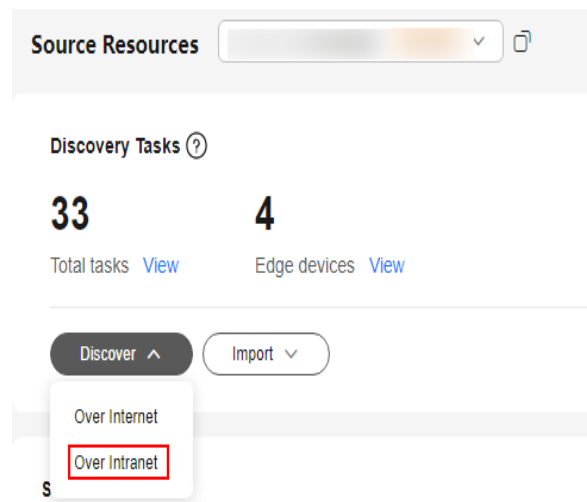 Source Resources
Discovery Tasks ?
33 4
Total tasks View Edge devices View
Discover Import
Over Internet
Over Intranet
S